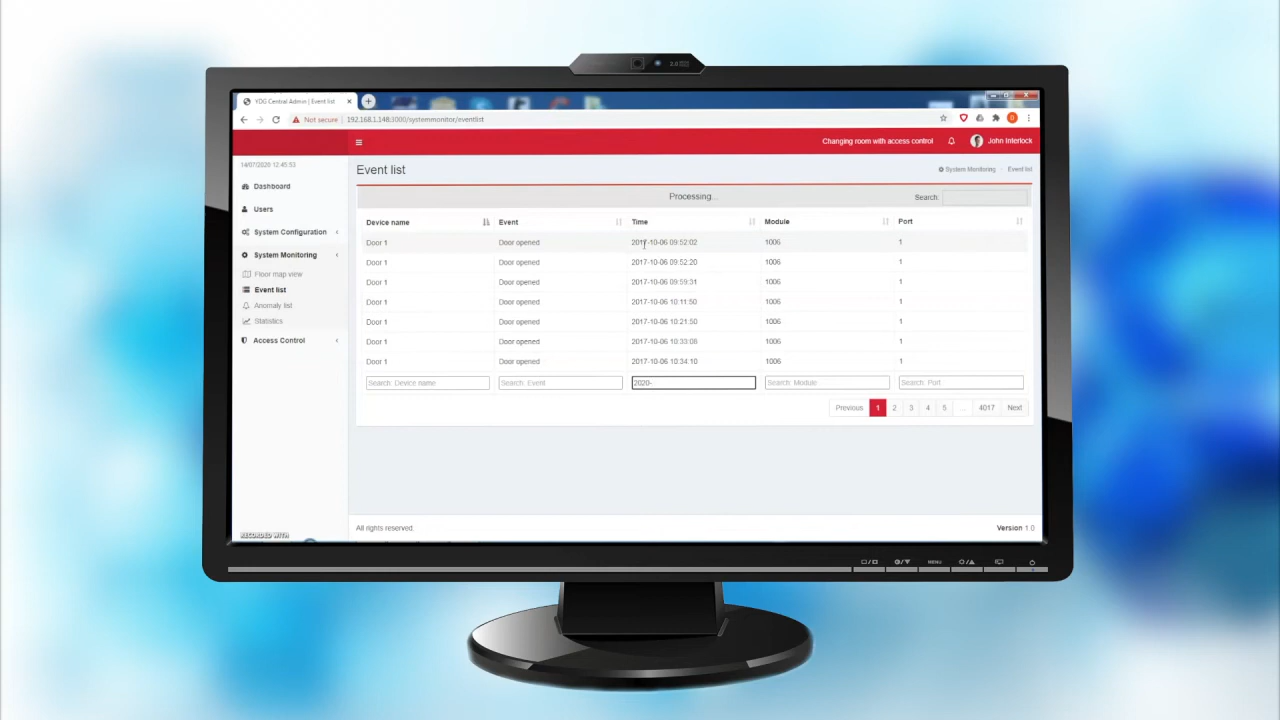 2.0
YDG Central Admin | Event list
Not secure | 192.168.1.148:3000/systemmonitor/eventlist
Changing room with access control
John Interlock
14/07/2020 12:45:53
Dashboard
Users
System Configuration
System Monitoring
Floor map view
Event list
Anomaly list
Statistics
Access Control
Event list
System Monitoring
Event list
Processing...
Search:
Device name Event Time Module Port
Door 1 Door opened 2017-10-06 09:52:02 1006 1
Door 1 Door opened 2017-10-06 09:52:20 1006 1
Door 1 Door opened 2017-10-06 09:59:31 1006 1
Door 1 Door opened 2017-10-06 10:11:50 1006 1
Door 1 Door opened 2017-10-06 10:21:50 1006 1
Door 1 Door opened 2017-10-06 10:33:08 1006 1
Door 1 Door opened 2017-10-06 10:34:10 1006 1
Search: Device name Search: Event 2020- Search: Module Search: Port
Previous 1 2 3 4 5 ... 4017 Next
All rights reserved.
Version 1.0
RECORDED WITH
MENU